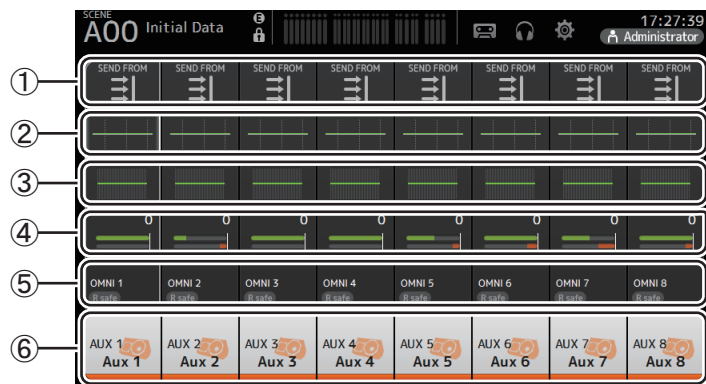 SCENE
A00 Initial Data
E
17:27:39
Administrator
① SEND FROM SEND FROM SEND FROM SEND FROM SEND FROM SEND FROM SEND FROM SEND FROM
②
③
④ 0 0 0 0 0 0 0 0
⑤ OMNI 1 OMNI 2 OMNI 3 OMNI 4 OMNI 5 OMNI 6 OMNI 7 OMNI 8
R safe R safe R safe R safe R safe R safe R safe R safe
⑥ AUX 1 AUX 2 AUX 3 AUX 4 AUX 5 AUX 6 AUX 7 AUX 8
Aux 1 Aux 2 Aux 3 Aux 4 Aux 5 Aux 6 Aux 7 Aux 8